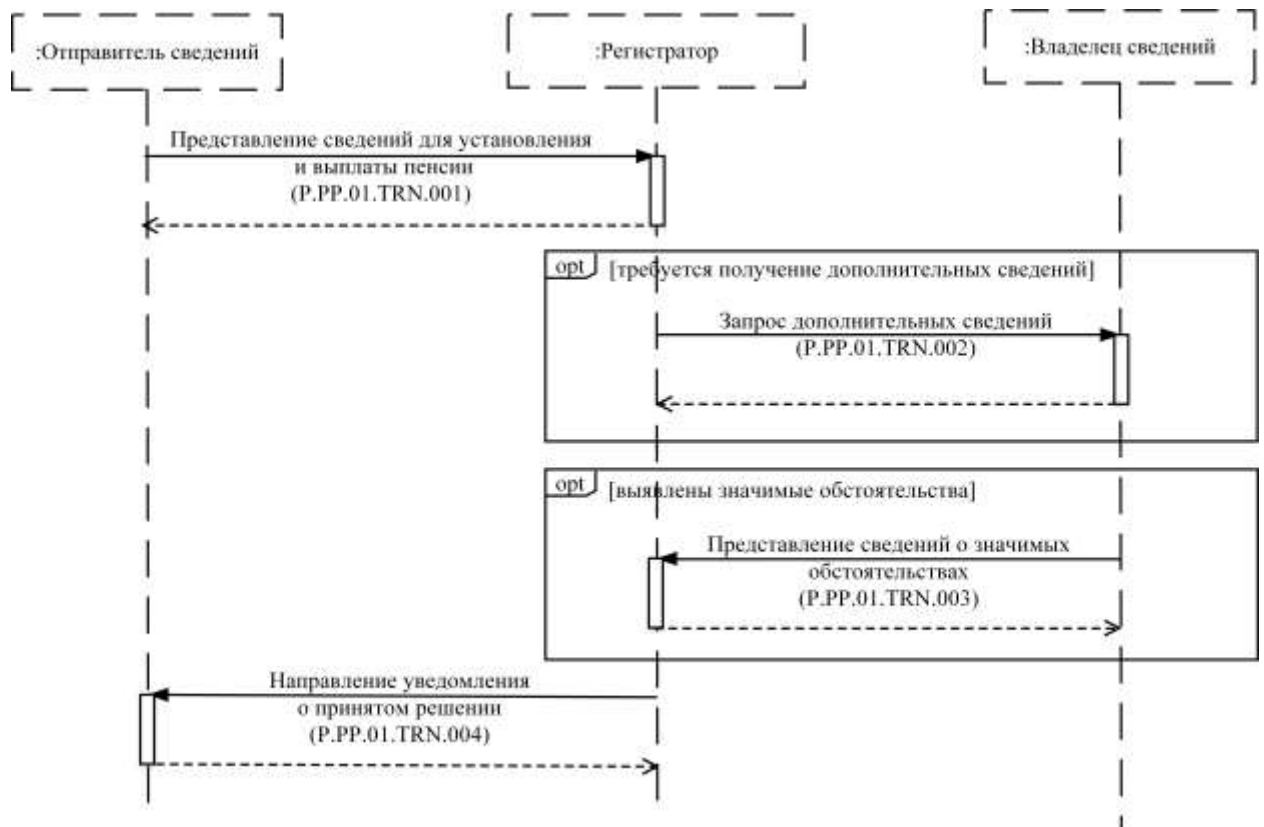 :Отправитель сведений
:Регистратор
:Владелец сведений
Представление сведений для установления
и выплаты пенсии
(P.PP.01.TRN.001)
opt [требуется получение дополнительных сведений]
Запрос дополнительных сведений
(P.PP.01.TRN.002)
opt [выявлены значимые обстоятельства]
Представление сведений о значимых
обстоятельствах
(P.PP.01.TRN.003)
Направление уведомления
о принятом решении
(P.PP.01.TRN.004)